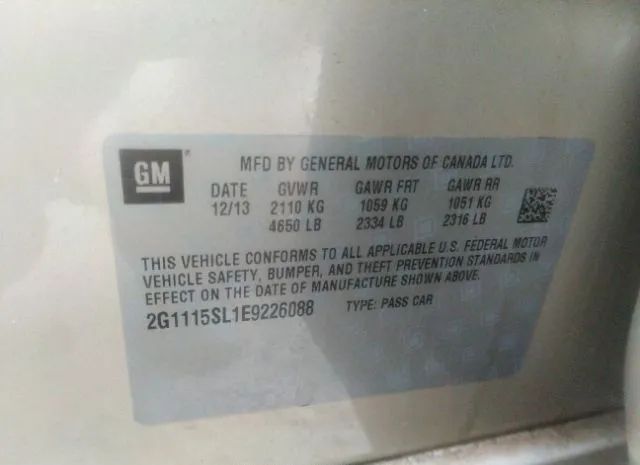 GM
MFD BY GENERAL MOTORS OF CANADA LTD.
DATE GVWR GAWR FRT GAWR RR
12/13 2110 KG 1059 KG 1051 KG
4650 LB 2334 LB 2316 LB
THIS VEHICLE CONFORMS TO ALL APPLICABLE U.S. FEDERAL MOTOR
VEHICLE SAFETY, BUMPER, AND THEFT PREVENTION STANDARDS IN
EFFECT ON THE DATE OF MANUFACTURE SHOWN ABOVE.
2G1115SL1E9226088 TYPE: PASS CAR